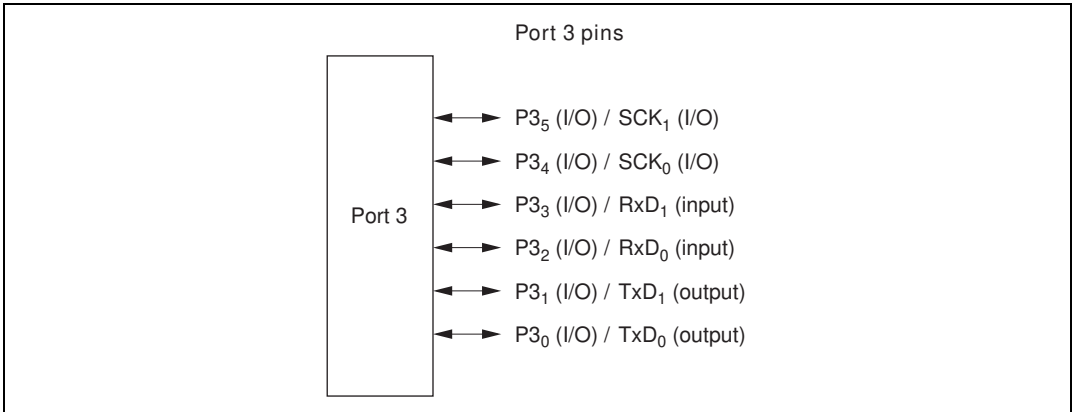 Port 3 pins
P3₅ (I/O) / SCK₁ (I/O)
P3₄ (I/O) / SCK₀ (I/O)
Port 3
P3₃ (I/O) / RxD₁ (input)
P3₂ (I/O) / RxD₀ (input)
P3₁ (I/O) / TxD₁ (output)
P3₀ (I/O) / TxD₀ (output)